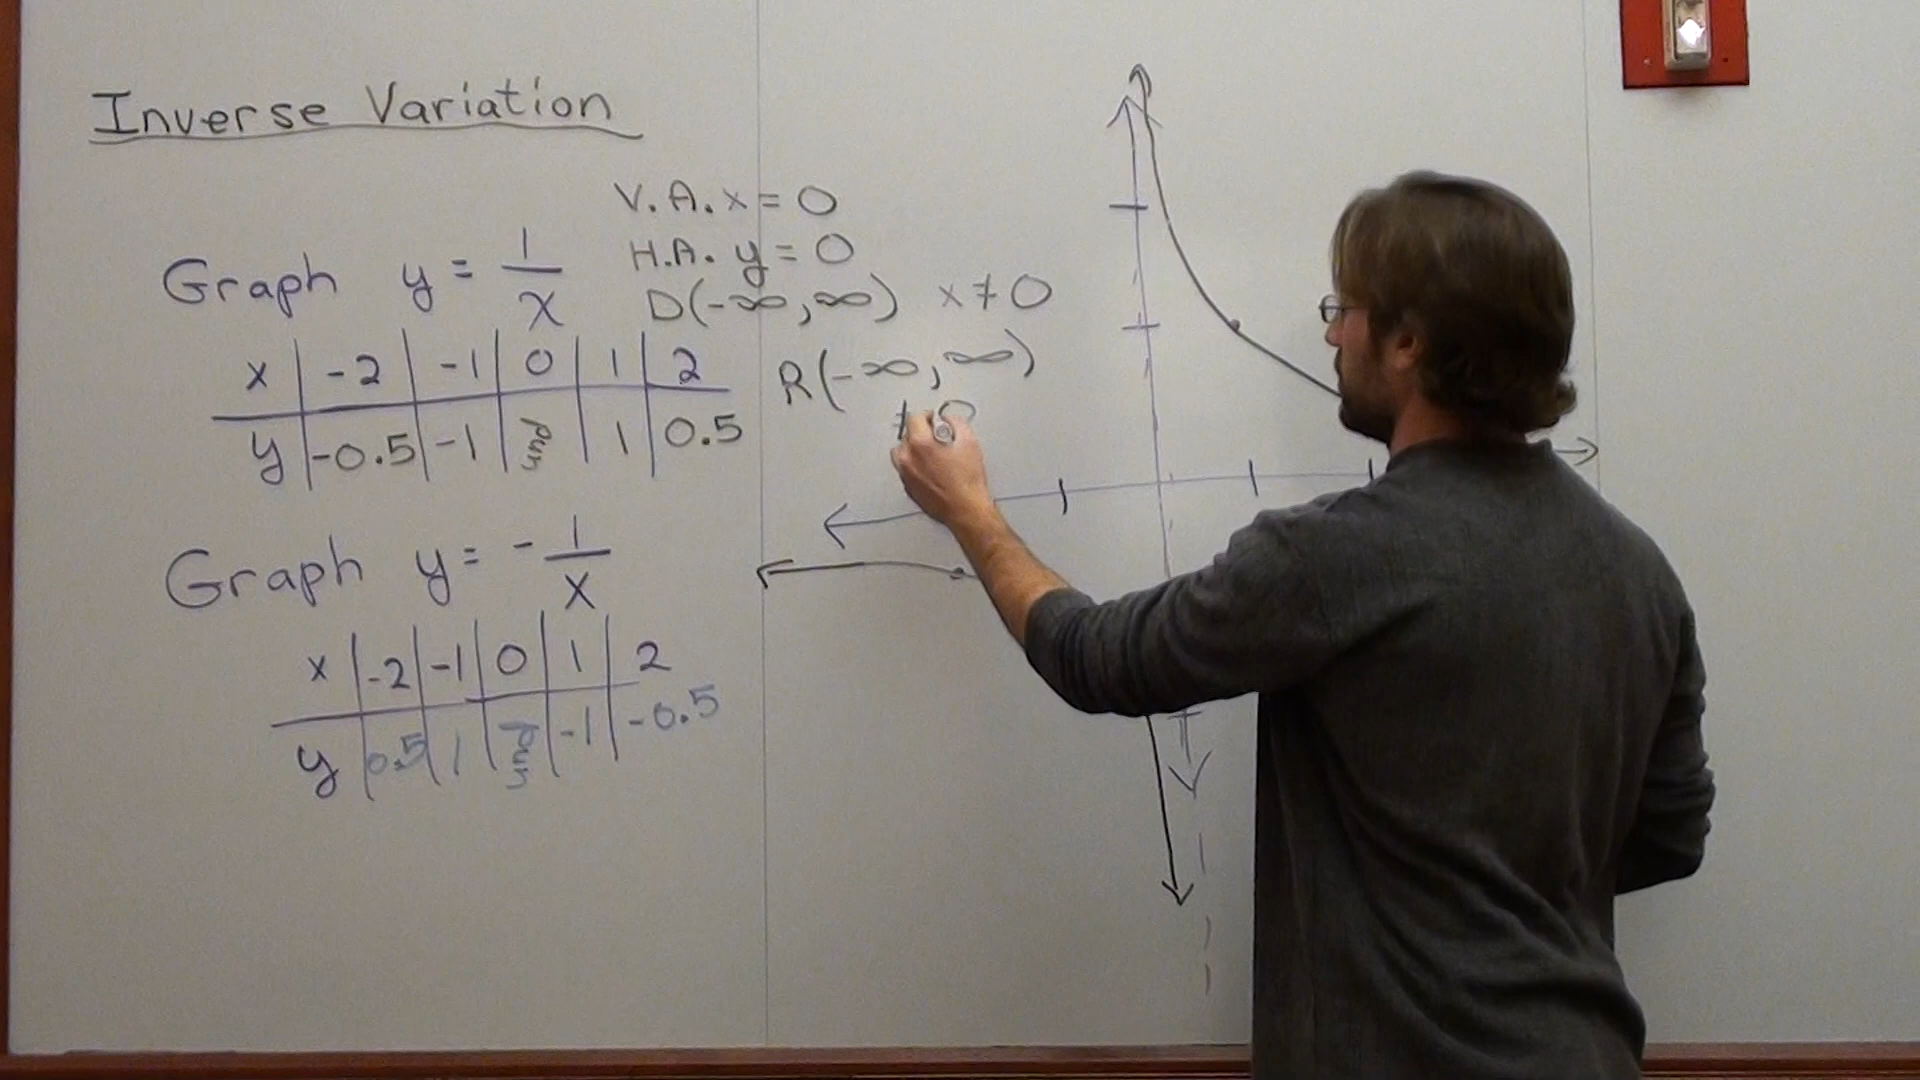 Inverse Variation
V.A. x = 0
H.A. y = 0
Graph y = 1/x
D(-∞,∞) x ≠ 0
x | -2 | -1 | 0 | 1 | 2
R(-∞,∞)
y | -0.5 | -1 | und | 1 | 0.5
≠ 0
Graph y = - 1/x
x | -2 | -1 | 0 | 1 | 2
y | 0.5 | 1 | und | -1 | -0.5